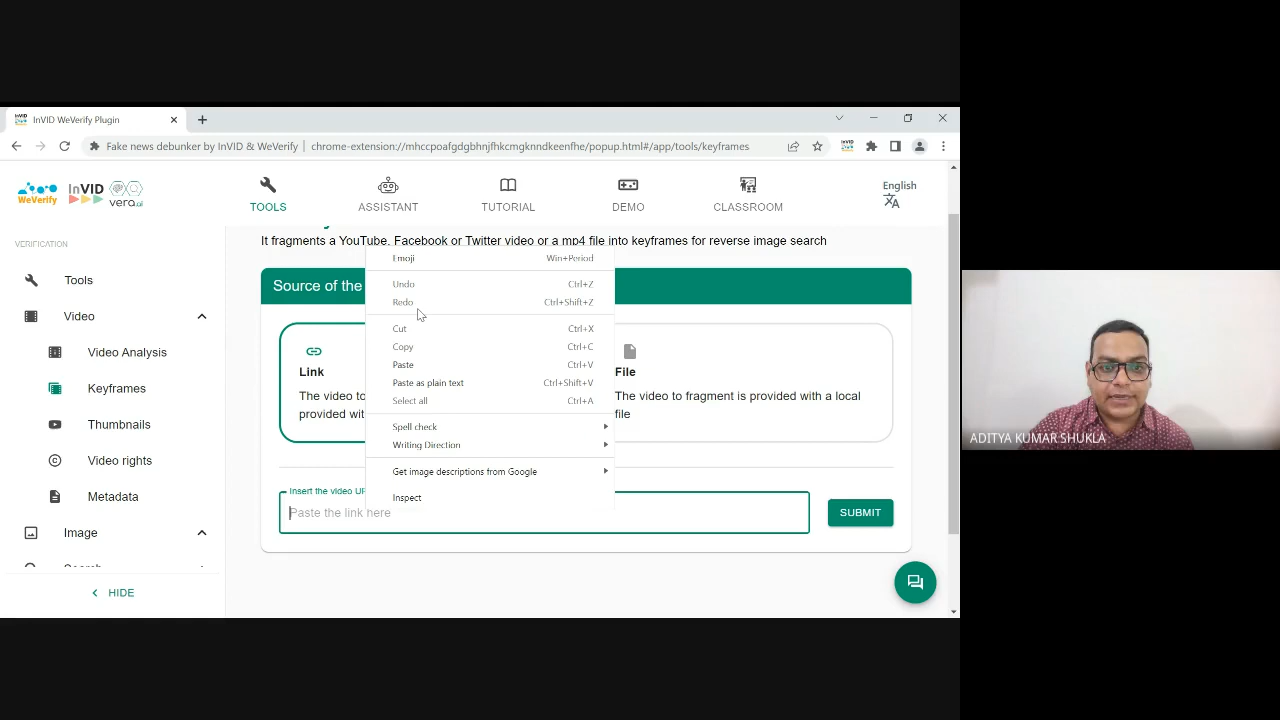 InVID WeVerify Plugin
Fake news debunker by InVID & WeVerify
chrome-extension://mhccpoafgdgbhnjfhkcmgknndkeenfhe/popup.html#/app/tools/keyframes
WeVerify
InVID
vera.ai
TOOLS
ASSISTANT
TUTORIAL
DEMO
CLASSROOM
English
VERIFICATION
Tools
Video
Video Analysis
Keyframes
Thumbnails
Video rights
Metadata
Image
HIDE
It fragments a YouTube, Facebook or Twitter video or a mp4 file into keyframes for reverse image search
Source of the
Link
The video to
provided wit
File
The video to fragment is provided with a local
file
Insert the video UR
Paste the link here
SUBMIT
Emoji Win+Period
Undo Ctrl+Z
Redo Ctrl+Shift+Z
Cut Ctrl+X
Copy Ctrl+C
Paste Ctrl+V
Paste as plain text Ctrl+Shift+V
Select all Ctrl+A
Spell check
Writing Direction
Get image descriptions from Google
Inspect
ADITYA KUMAR SHUKLA